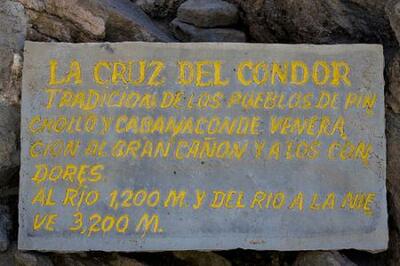 LA CRUZ DEL CONDOR
TRADICION DE LOS PUEBLOS DE PIN
CHOLLO Y CABANACONDE VENERA
CION AL GRAN CAÑON Y A LOS CON
DORES.
AL RÍO 1,200 M. Y DEL RIO A LA NIE
VE 3,200 M.